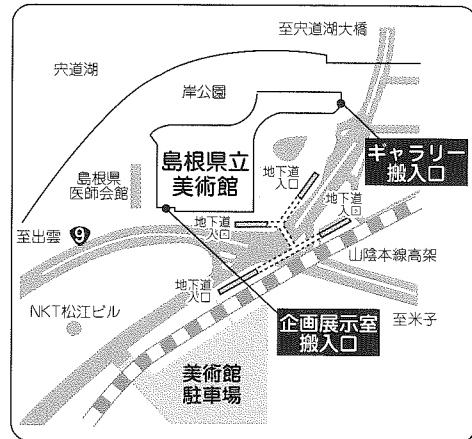 至宍道湖大橋
宍道湖
岸公園
島根県立
美術館
ギャラリー
搬入口
島根県
医師会館
地下道
入口
地下道
入口
地下道
入口
至出雲
9
山陰本線高架
地下道
入口
NKT松江ビル
企画展示室
搬入口
至米子
美術館
駐車場